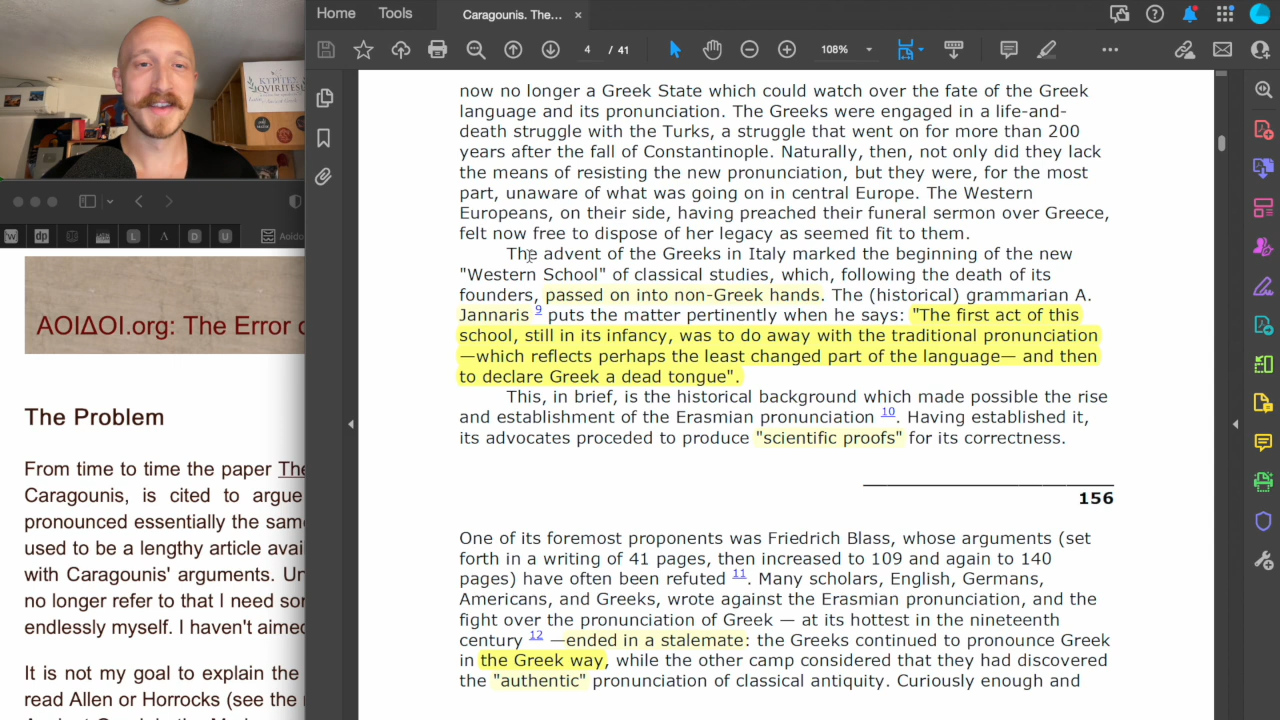 Home
Tools
Caragounis. The...
×
4 / 41
108%
ΚΥΡΙΤΕΣ
QVIRITES
now no longer a Greek State which could watch over the fate of the Greek
language and its pronunciation. The Greeks were engaged in a life-and-
death struggle with the Turks, a struggle that went on for more than 200
years after the fall of Constantinople. Naturally, then, not only did they lack
the means of resisting the new pronunciation, but they were, for the most
part, unaware of what was going on in central Europe. The Western
Europeans, on their side, having preached their funeral sermon over Greece,
felt now free to dispose of her legacy as seemed fit to them.
The advent of the Greeks in Italy marked the beginning of the new
"Western School" of classical studies, which, following the death of its
founders, passed on into non-Greek hands. The (historical) grammarian A.
Jannaris 9 puts the matter pertinently when he says: "The first act of this
school, still in its infancy, was to do away with the traditional pronunciation
—which reflects perhaps the least changed part of the language— and then
to declare Greek a dead tongue".
This, in brief, is the historical background which made possible the rise
and establishment of the Erasmian pronunciation 10. Having established it,
its advocates proceded to produce "scientific proofs" for its correctness.
156
One of its foremost proponents was Friedrich Blass, whose arguments (set
forth in a writing of 41 pages, then increased to 109 and again to 140
pages) have often been refuted 11. Many scholars, English, Germans,
Americans, and Greeks, wrote against the Erasmian pronunciation, and the
fight over the pronunciation of Greek — at its hottest in the nineteenth
century 12 —ended in a stalemate: the Greeks continued to pronounce Greek
in the Greek way, while the other camp considered that they had discovered
the "authentic" pronunciation of classical antiquity. Curiously enough and
W
dp
L
Λ
D
U
Aoido
AOIΔOI.org: The Error o
The Problem
From time to time the paper The
Caragounis, is cited to argue
pronounced essentially the same
used to be a lengthy article avai
with Caragounis' arguments. Un
no longer refer to that I need son
endlessly myself. I haven't aimed
It is not my goal to explain the
read Allen or Horrocks (see the r